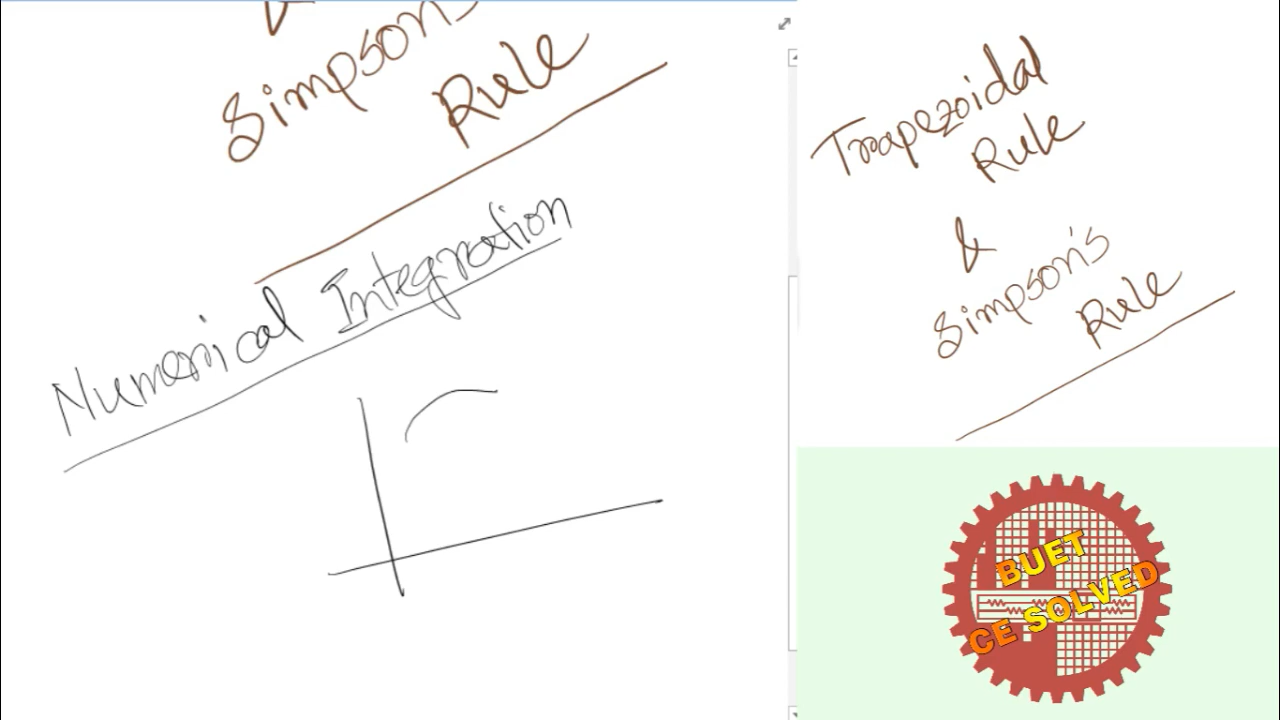 &
Simpson's
Rule
Numerical Integration
Trapezoidal
Rule
&
Simpson's
Rule
BUET
CE SOLVED